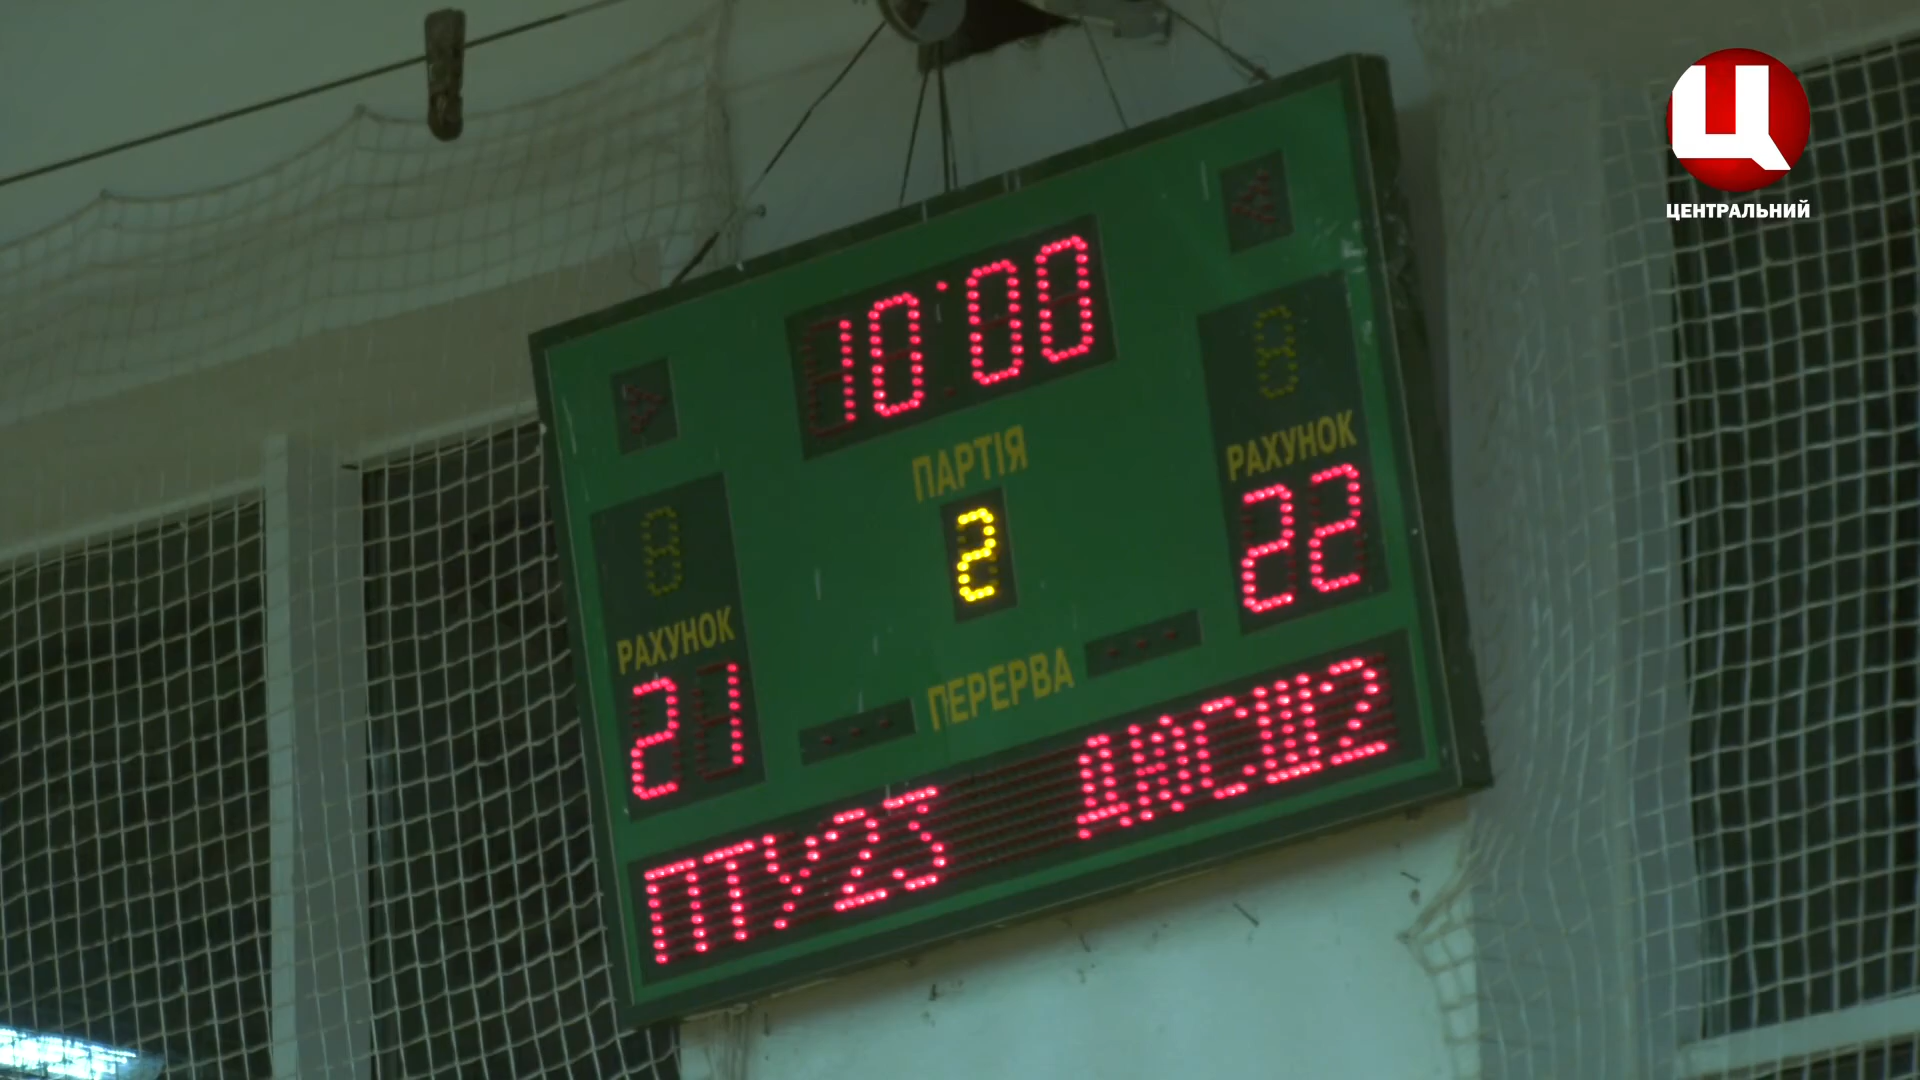 Ц
ЦЕНТРАЛЬНИЙ
10:00
ПАРТІЯ
2
РАХУНОК
21
РАХУНОК
22
ПЕРЕРВА
ПТУ23 ДЮСШ2